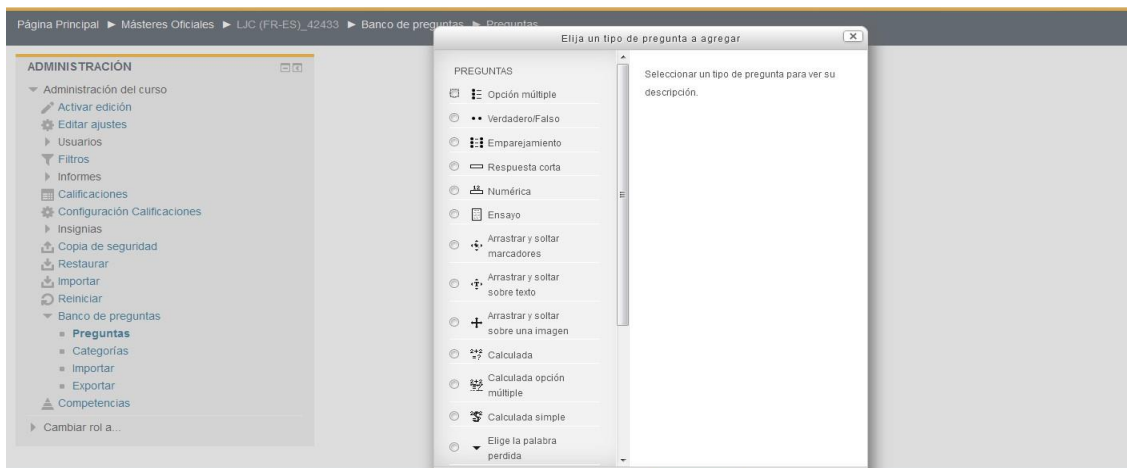 Página Principal ► Másteres Oficiales ► LJC (FR-ES)_42433 ► Banco de preguntas ► Preguntas
Elija un tipo de pregunta a agregar
ADMINISTRACIÓN
Administración del curso
Activar edición
Editar ajustes
Usuarios
Filtros
Informes
Calificaciones
Configuración Calificaciones
Insignias
Copia de seguridad
Restaurar
Importar
Reiniciar
Banco de preguntas
Preguntas
Categorías
Importar
Exportar
Competencias
Cambiar rol a...
PREGUNTAS
Opción múltiple
Verdadero/Falso
Emparejamiento
Respuesta corta
Numérica
Ensayo
Arrastrar y soltar
marcadores
Arrastrar y soltar
sobre texto
Arrastrar y soltar
sobre una imagen
Calculada
Calculada opción
múltiple
Calculada simple
Elige la palabra
perdida
Seleccionar un tipo de pregunta para ver su
descripción.